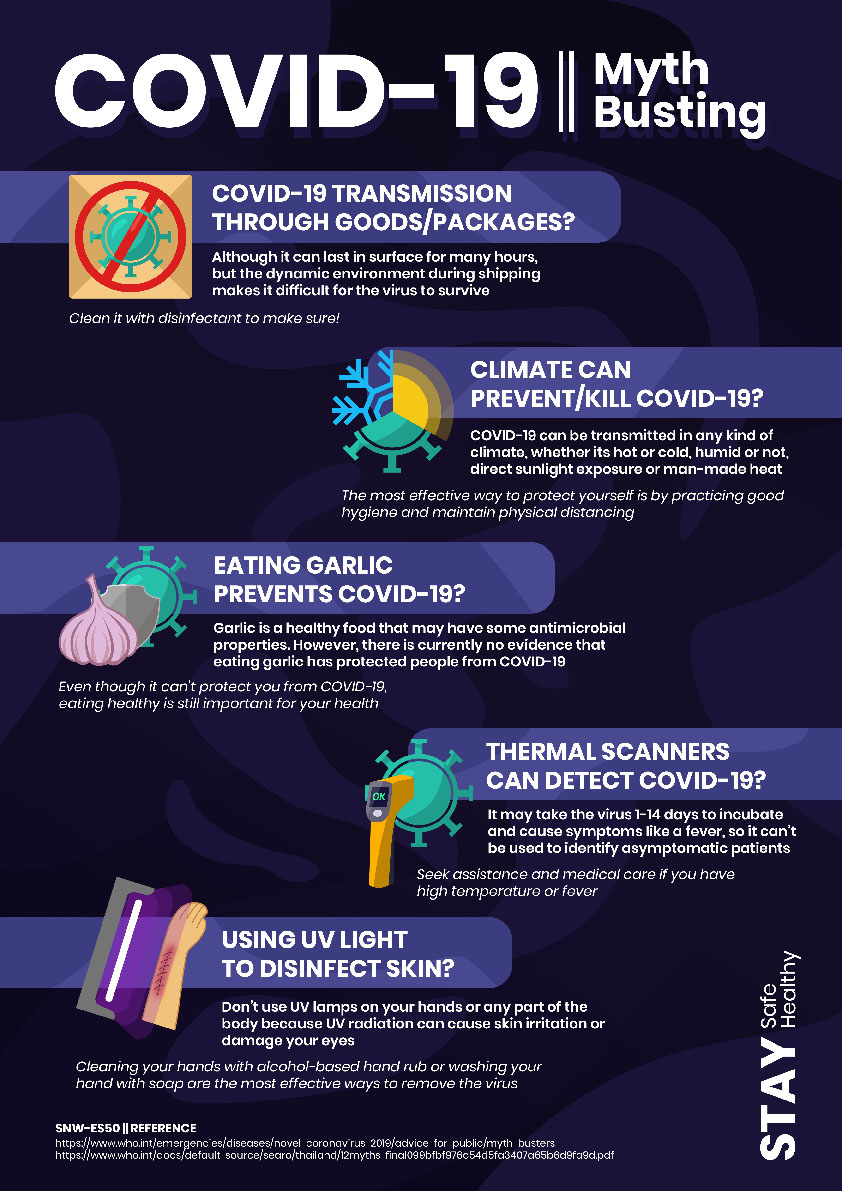 COVID-19 || Myth
Busting
COVID-19 TRANSMISSION
THROUGH GOODS/PACKAGES?
Although it can last in surface for many hours,
but the dynamic environment during shipping
makes it difficult for the virus to survive
Clean it with disinfectant to make sure!
CLIMATE CAN
PREVENT/KILL COVID-19?
COVID-19 can be transmitted in any kind of
climate, whether its hot or cold, humid or not,
direct sunlight exposure or man-made heat
The most effective way to protect yourself is by practicing good
hygiene and maintain physical distancing
EATING GARLIC
PREVENTS COVID-19?
Garlic is a healthy food that may have some antimicrobial
properties. However, there is currently no evidence that
eating garlic has protected people from COVID-19
Even though it can't protect you from COVID-19,
eating healthy is still important for your health
THERMAL SCANNERS
CAN DETECT COVID-19?
OK
It may take the virus 1-14 days to incubate
and cause symptoms like a fever, so it can't
be used to identify asymptomatic patients
Seek assistance and medical care if you have
high temperature or fever
USING UV LIGHT
TO DISINFECT SKIN?
Don't use UV lamps on your hands or any part of the
body because UV radiation can cause skin irritation or
damage your eyes
Cleaning your hands with alcohol-based hand rub or washing your
hand with soap are the most effective ways to remove the virus
STAY Safe
Healthy
SNW-ES50 || REFERENCE
https://www.who.int/emergencies/diseases/novel_coronavirus_2019/advice_for_public/myth_busters
https://www.who.int/docs/default_source/searo/thailand/12myths_final099bfbf976c54d5fa3407a65b6d9fa9d.pdf